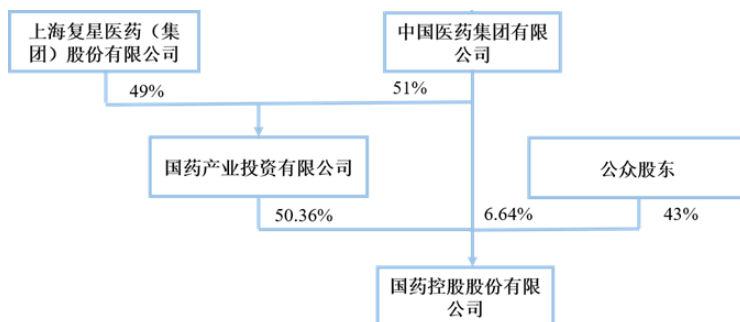 上海复星医药（集
团）股份有限公司
中国医药集团有限
公司
49%
51%
国药产业投资有限公司
公众股东
50.36%
6.64%
43%
国药控股股份有限
公司